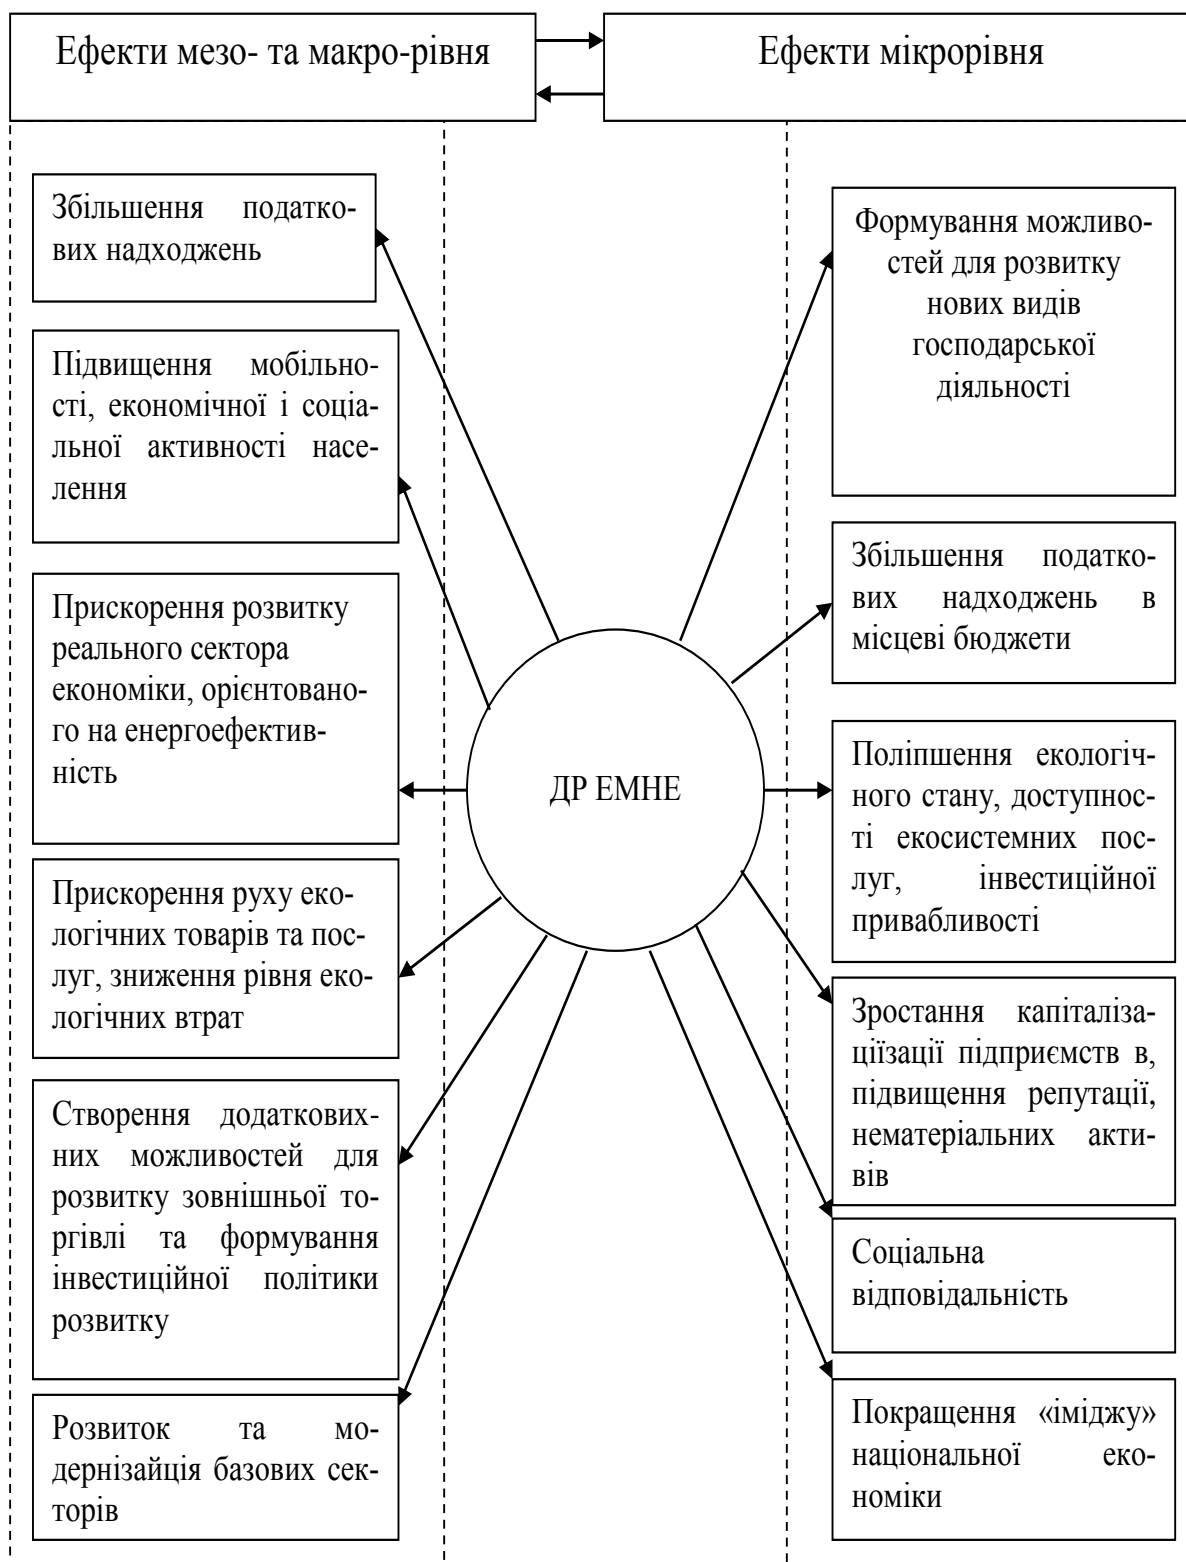 Ефекти мезо- та макро-рівня
Ефекти мікрорівня
Збільшення податко-
вих надходжень
Підвищення мобільно-
сті, економічної і соціа-
льної активності насе-
лення
Прискорення розвитку
реального сектора
економіки, орієнтовано-
го на енергоефектив-
ність
Прискорення руху еко-
логічних товарів та пос-
луг, зниження рівня еко-
логічних втрат
Створення додаткових-
них можливостей для
розвитку зовнішньої то-
ргівлі та формування
інвестиційної політики
розвитку
Розвиток та мо-
дернізайція базових сек-
торів
ДР ЕМНЕ
Формування можливо-
стей для розвитку
нових видів
господарської
діяльності
Збільшення податко-
вих надходжень в
місцеві бюджети
Поліпшення екологіч-
ного стану, доступнос-
ті екосистемних пос-
луг, інвестиційної
привабливості
Зростання капіталіза-
ціїзації підприємств в,
підвищення репутації,
нематеріальних акти-
вів
Соціальна
відповідальність
Покращення «іміджу»
національної еко-
номіки